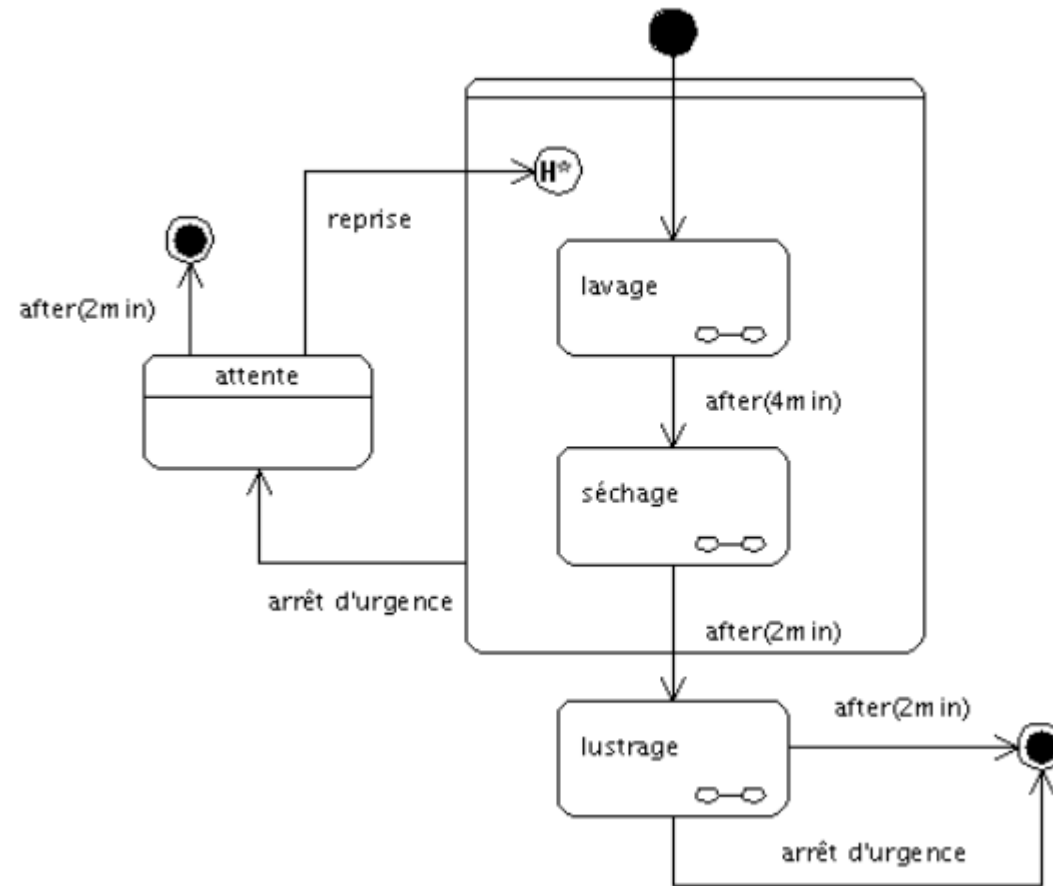 H*
reprise
lavage
after(2min)
attente
after(4min)
séchage
arrêt d'urgence
after(2min)
after(2min)
lustrage
arrêt d'urgence